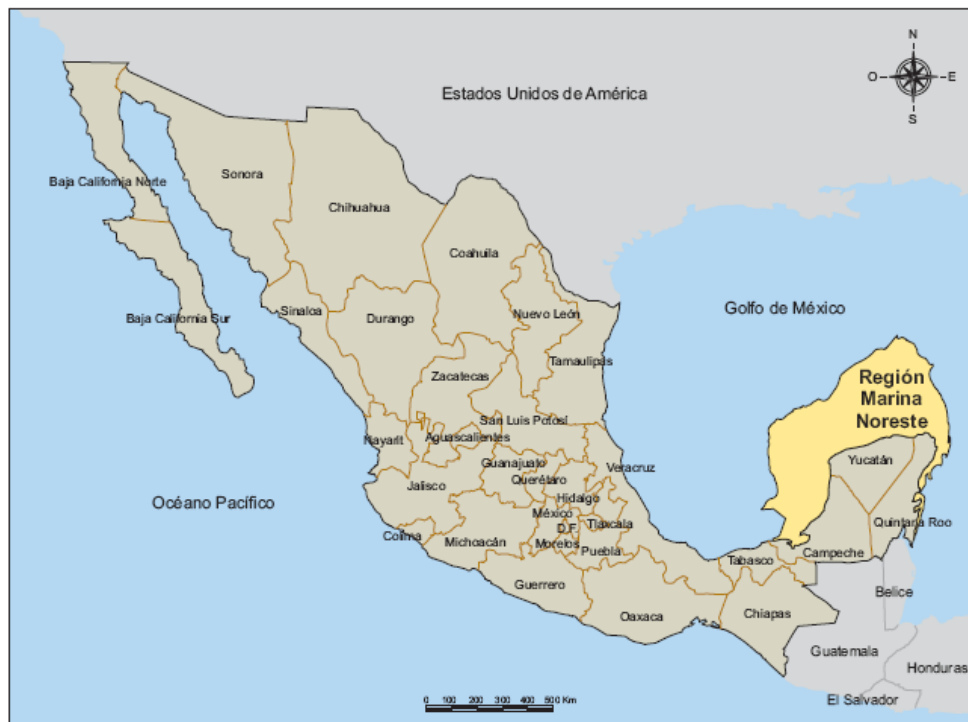 N
O
E
S
Estados Unidos de América
Baja California Norte
Sonora
Chihuahua
Coahuila
Sinaloa
Durango
Nuevo León
Golfo de México
Baja California Sur
Tamaulipas
Zacatecas
Región
Marina
Noreste
San Luis Potosí
Nayarit
Aguascalientes
Yucatán
Guanajuato
Veracruz
Jalisco
Querétaro
Hidalgo
Océano Pacífico
México
Tlaxcala
Quintana Roo
Colima
D.F.
Michoacán
Morelos
Puebla
Tabasco
Campeche
Guerrero
Belice
Oaxaca
Chiapas
Guatemala
Honduras
El Salvador
0 100 200 300 400 500 Km